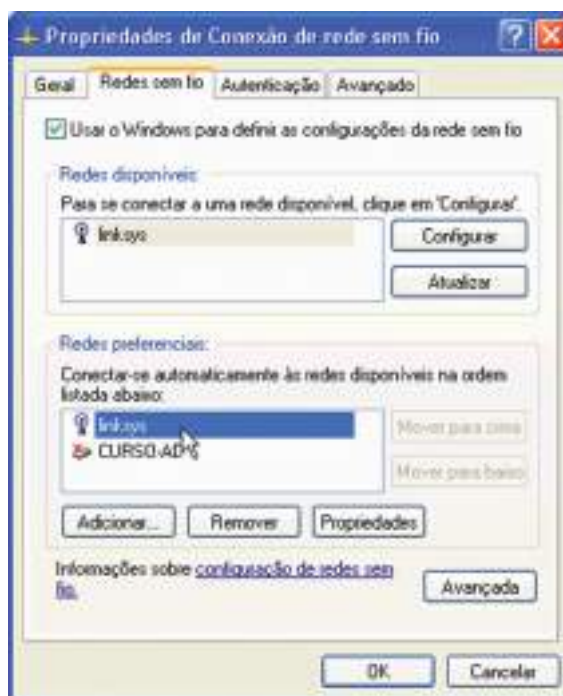 Propriedades de Conexão de rede sem fio
Geral Redes sem fio Autenticação Avançado
Usar o Windows para definir as configurações da rede sem fio
Redes disponíveis:
Para se conectar a uma rede disponível, clique em 'Configurar'.
linksys
Configurar
Atualizar
Redes preferenciais:
Conectar-se automaticamente às redes disponíveis na ordem
listada abaixo:
linksys
Mover para cima
Mover para baixo
Adicionar... Remover Propriedades
Informações sobre configuração de redes sem
fio.
Avançada
OK Cancelar